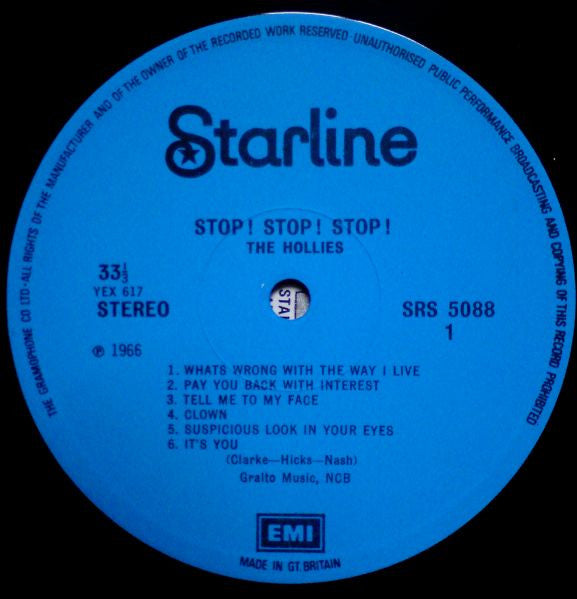 THE GRAMOPHONE CO LTD·ALL RIGHTS OF THE MANUFACTURER AND OF THE OWNER OF THE RECORDED WORK RESERVED·UNAUTHORISED PUBLIC PERFORMANCE BROADCASTING AND COPYING OF THIS RECORD PROHIBITED
Starline
STOP! STOP! STOP!
THE HOLLIES
33⅓
YEX 617
STEREO
STA
SRS 5088
1
℗ 1966
1. WHATS WRONG WITH THE WAY I LIVE
2. PAY YOU BACK WITH INTEREST
3. TELL ME TO MY FACE
4. CLOWN
5. SUSPICIOUS LOOK IN YOUR EYES
6. IT'S YOU
(Clarke—Hicks—Nash)
Gralto Music, NCB
EMI
MADE IN GT. BRITAIN